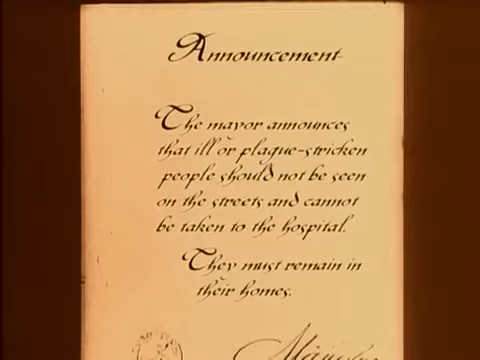 Announcement
The mayor announces
that ill or plague-stricken
people should not be seen
on the streets and cannot
be taken to the hospital.
They must remain in
their homes.